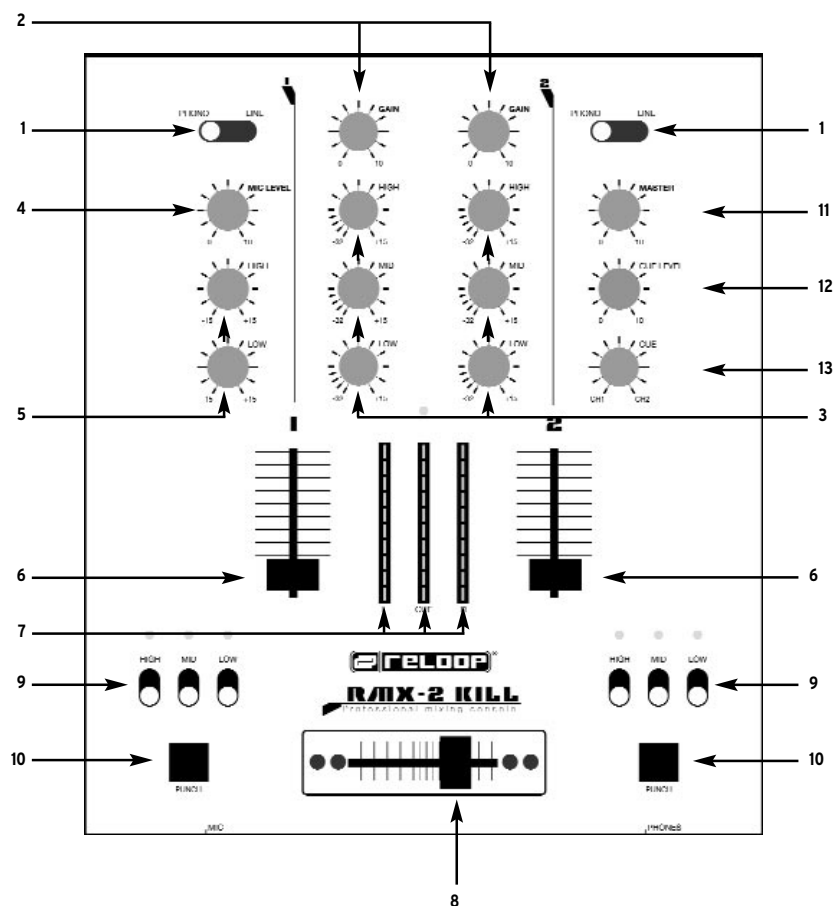 2
1 2
PHONO LINE GAIN GAIN PHONO LINE
1 1
0 10 0 10
4 MIC LEVEL HIGH HIGH MASTER 11
0 10 -32 +15 -32 +15 0 10
HIGH MID MID CUE LEVEL 12
-15 +15 -32 +15 -32 +15 0 10
LOW LOW LOW CUE 13
15 +15 -32 +15 -32 +15 CH1 CH2
5 3
1 2
6 6
CUE
7
HIGH MID LOW HIGH MID LOW
9 9
reloop®
RMX-2 KILL
Professional mixing console
10 10
PUNCH PUNCH
MIC PHONES
8